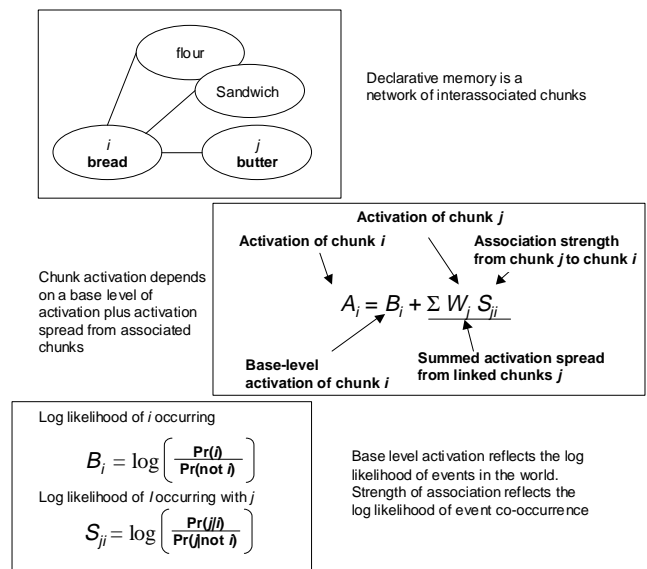 flour
Sandwich
i
bread
j
butter
Declarative memory is a
network of interassociated chunks
Activation of chunk j
Activation of chunk i
Association strength
from chunk j to chunk i
Chunk activation depends
on a base level of
activation plus activation
spread from associated
chunks
A_i = B_i + Σ W_j S_ji
Base-level
activation of chunk i
Summed activation spread
from linked chunks j
Log likelihood of i occurring
B_i = log ( Pr(i) / Pr(not i) )
Log likelihood of I occurring with j
S_ji = log ( Pr(j|i) / Pr(j|not i) )
Base level activation reflects the log
likelihood of events in the world.
Strength of association reflects the
log likelihood of event co-occurrence